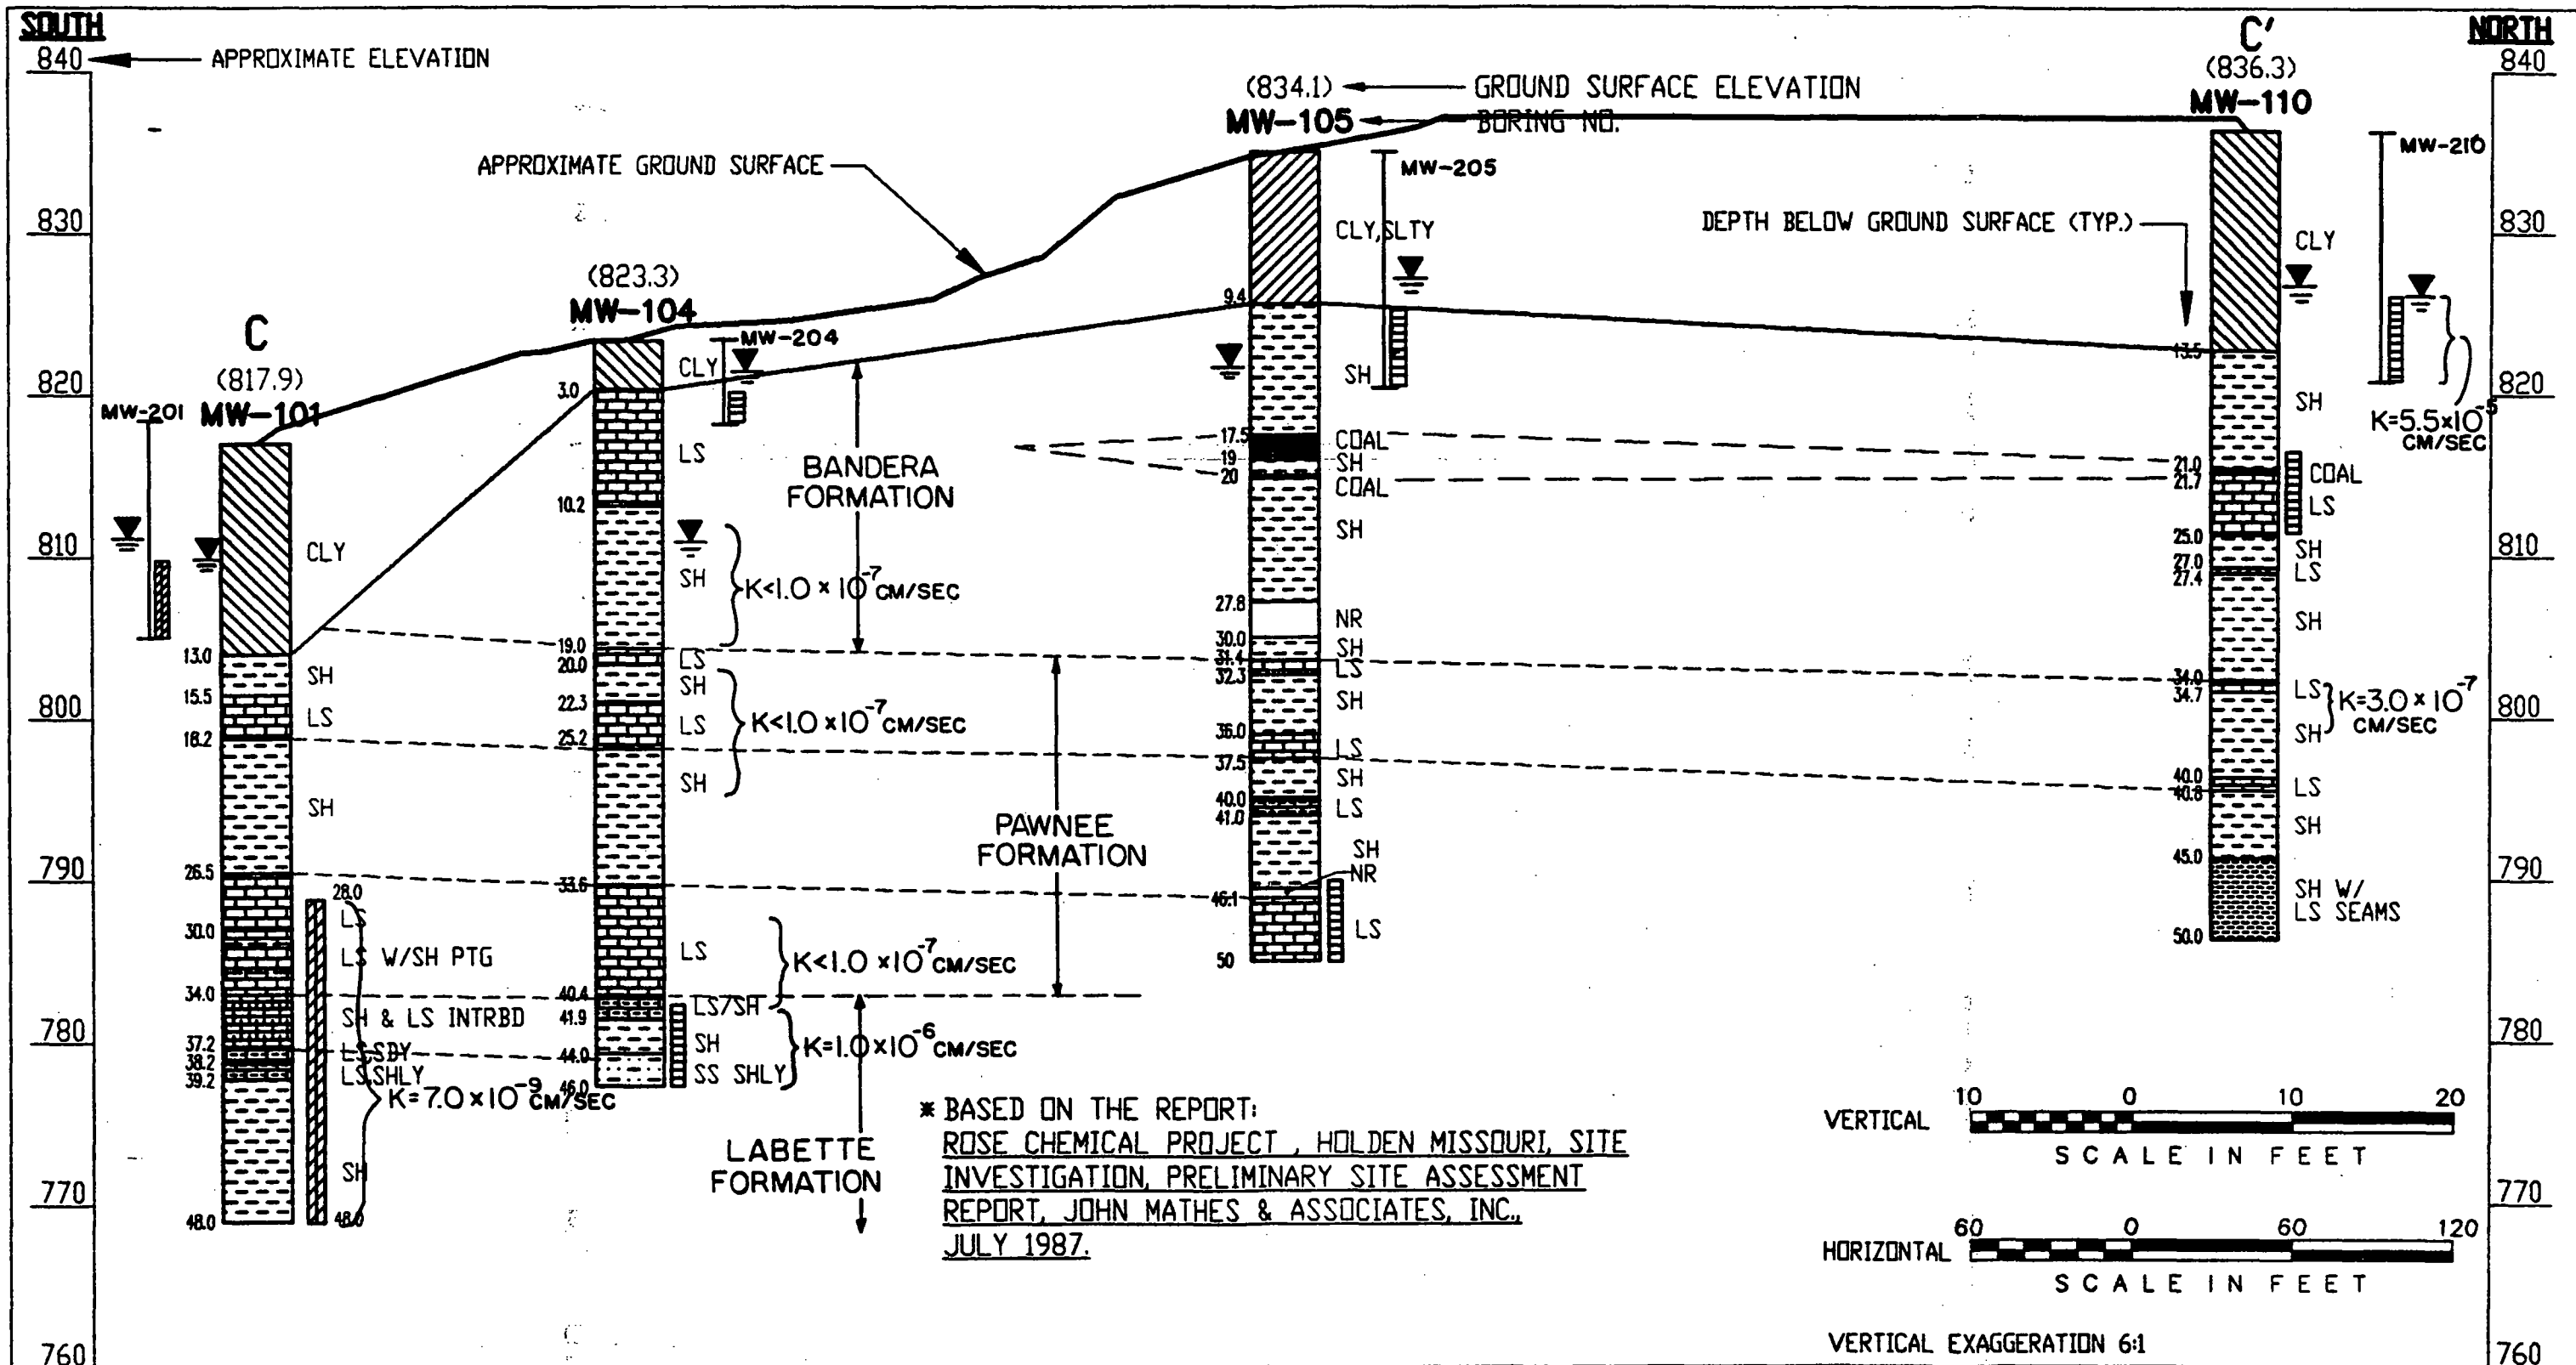 SOUTH
840
APPROXIMATE ELEVATION
830
820
810
800
790
780
770
760
NORTH
840
830
820
810
800
790
780
770
760
APPROXIMATE GROUND SURFACE
GROUND SURFACE ELEVATION
BORING NO.
DEPTH BELOW GROUND SURFACE (TYP.)
C
(817.9)
MW-101
MW-201
CLY
13.0
SH
15.5
LS
18.2
SH
26.5
28.0
LS
30.0
LS W/SH PTG
34.0
SH & LS INTRBD
37.2
LS SDY
38.2
LS SHLY
39.2
K=7.0×10⁻⁹ CM/SEC
SH
48.0
48.0
(823.3)
MW-104
MW-204
CLY
3.0
LS
10.2
SH
K<1.0×10⁻⁷ CM/SEC
19.0
LS
20.0
SH
22.3
LS
K<1.0×10⁻⁷ CM/SEC
25.2
SH
33.6
LS
K<1.0×10⁻⁷ CM/SEC
40.4
LS/SH
41.9
SH
K=1.0×10⁻⁶ CM/SEC
44.0
SS SHLY
46.0
BANDERA
FORMATION
PAWNEE
FORMATION
LABETTE
FORMATION
(834.1)
MW-105
MW-205
CLY,SLTY
9.4
SH
17.5
COAL
19
SH
20
COAL
SH
27.8
NR
30.0
SH
31.4
LS
32.3
SH
36.0
LS
37.5
SH
40.0
LS
41.0
SH
NR
46.1
LS
50
C'
(836.3)
MW-110
MW-210
CLY
13.5
SH
K=5.5×10⁻⁵
CM/SEC
21.0
COAL
21.7
LS
25.0
SH
27.0
LS
27.4
SH
34.0
LS
34.7
K=3.0×10⁻⁷
CM/SEC
SH
40.0
LS
40.8
SH
45.0
SH W/
LS SEAMS
50.0
* BASED ON THE REPORT:
ROSE CHEMICAL PROJECT , HOLDEN MISSOURI, SITE
INVESTIGATION, PRELIMINARY SITE ASSESSMENT
REPORT, JOHN MATHES & ASSOCIATES, INC.,
JULY 1987.
10 0 10 20
VERTICAL
SCALE IN FEET
60 0 60 120
HORIZONTAL
SCALE IN FEET
VERTICAL EXAGGERATION 6:1